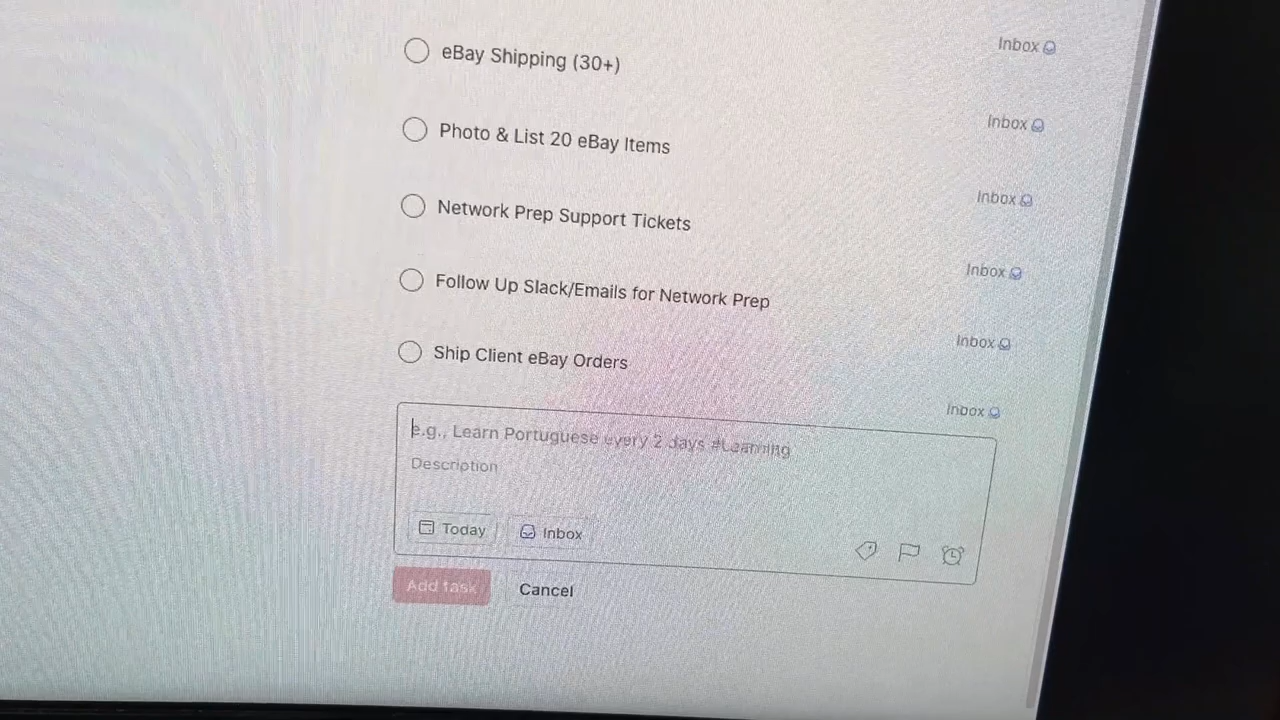 eBay Shipping (30+)
Inbox
Photo & List 20 eBay Items
Inbox
Network Prep Support Tickets
Inbox
Follow Up Slack/Emails for Network Prep
Inbox
Ship Client eBay Orders
Inbox
Inbox
e.g., Learn Portuguese every 2 days #Learning
Description
Today
Inbox
Add task
Cancel